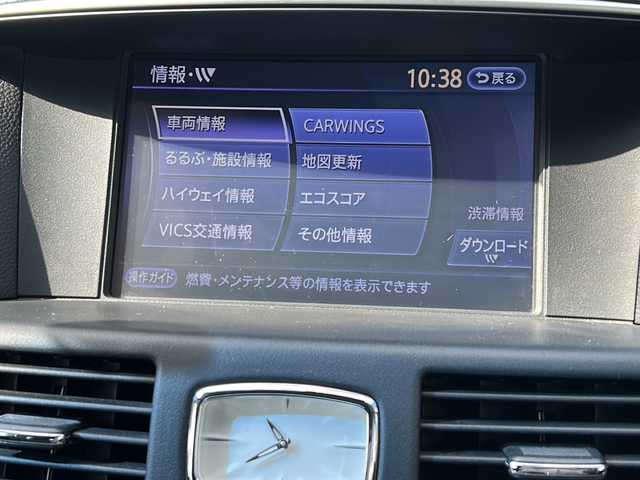 情報・W
10:38
戻る
車両情報
CARWINGS
るるぶ・施設情報
地図更新
ハイウェイ情報
エコスコア
VICS交通情報
その他情報
渋滞情報
ダウンロード
操作ガイド 燃費・メンテナンス等の情報を表示できます